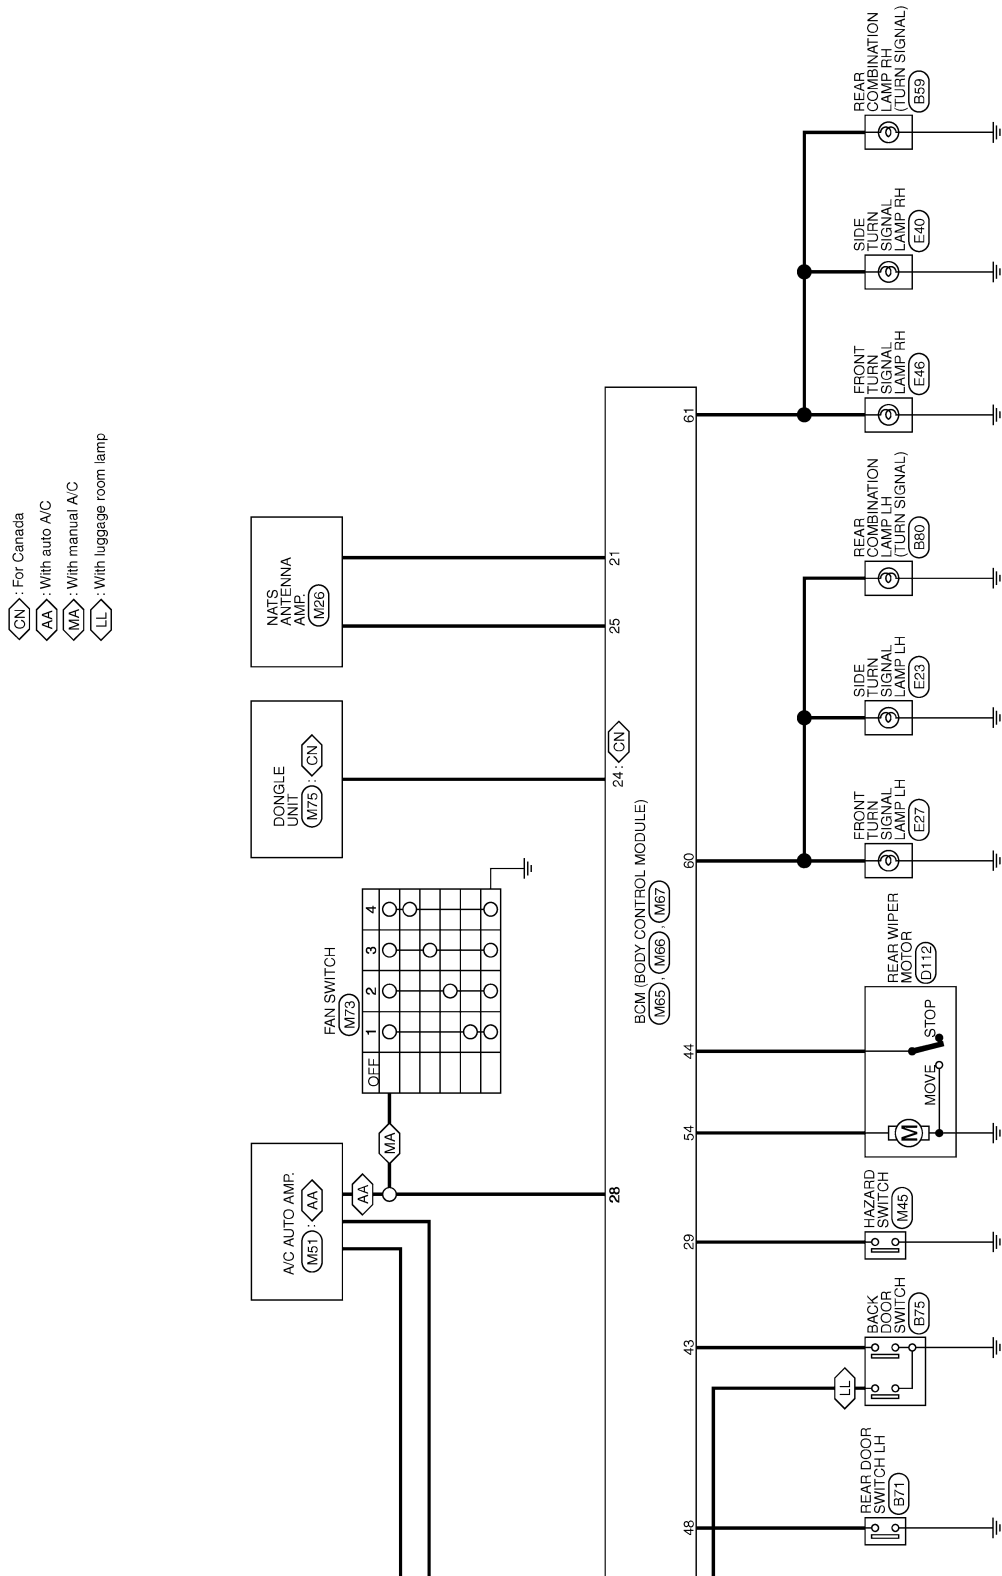 CN : For Canada
AA : With auto A/C
MA : With manual A/C
LL : With luggage room lamp
A/C AUTO AMP.
M51 : AA
AA
MA
FAN SWITCH
M73
OFF 1 2 3 4
DONGLE
UNIT
M75 : CN
NATS
ANTENNA
AMP.
M26
28
24 : CN
25
21
BCM (BODY CONTROL MODULE)
M65 , M66 , M67
48
43
29
54
44
60
61
LL
REAR DOOR
SWITCH LH
B71
BACK
DOOR
SWITCH
B75
HAZARD
SWITCH
M45
REAR WIPER
MOTOR
D112
M
MOVE
STOP
FRONT
TURN
SIGNAL
LAMP LH
E27
SIDE
TURN
SIGNAL
LAMP LH
E23
REAR
COMBINATION
LAMP LH
(TURN SIGNAL)
B80
FRONT
TURN
SIGNAL
LAMP RH
E46
SIDE
TURN
SIGNAL
LAMP RH
E40
REAR
COMBINATION
LAMP RH
(TURN SIGNAL)
B59